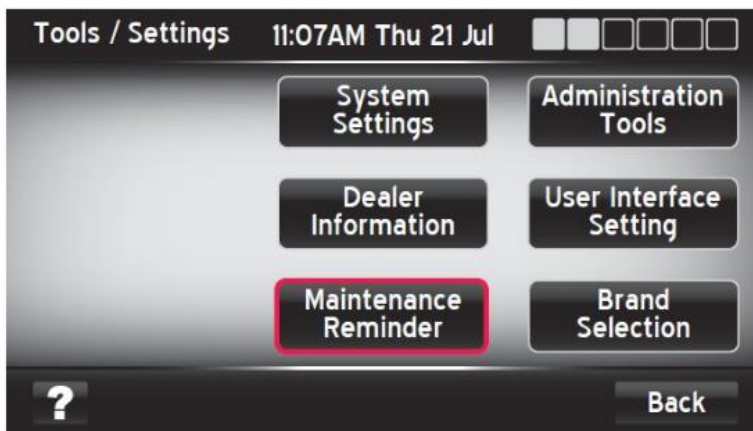 Tools / Settings 11:07AM Thu 21 Jul
System
Settings
Administration
Tools
Dealer
Information
User Interface
Setting
Maintenance
Reminder
Brand
Selection
? Back